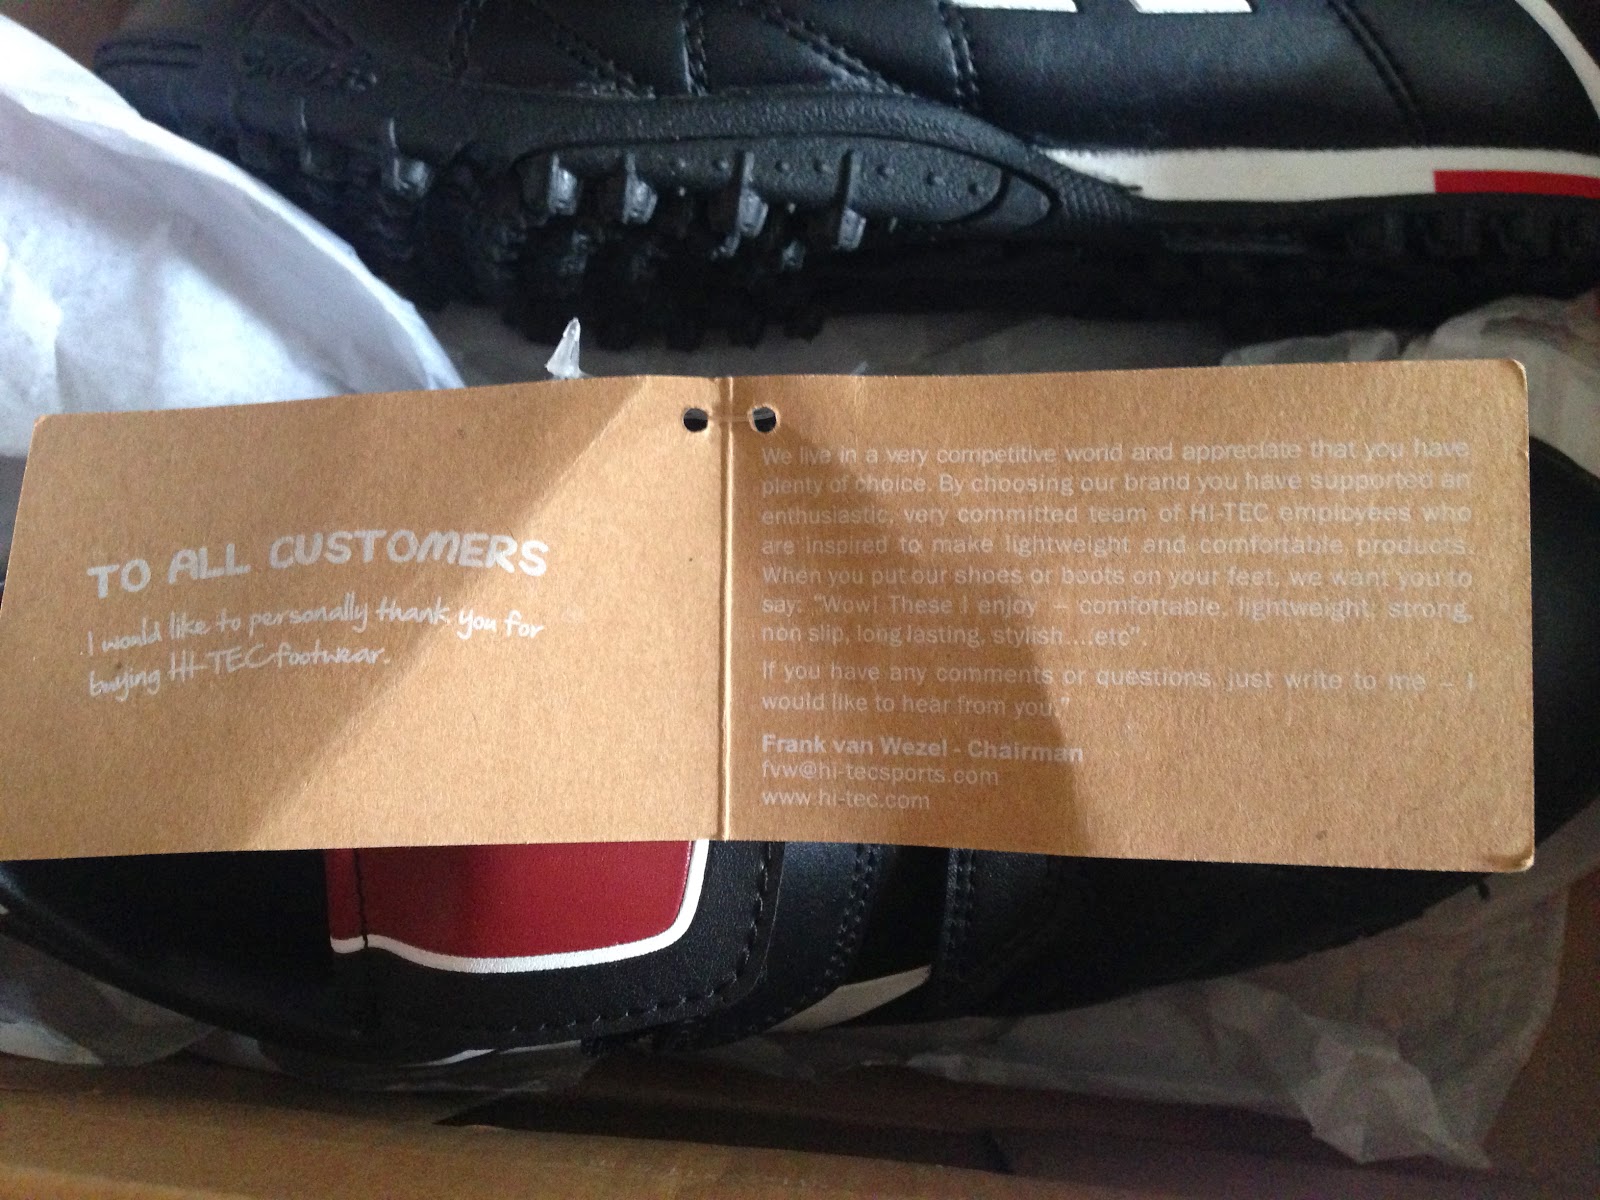 TO ALL CUSTOMERS
I would like to personally thank you for
buying HI-TEC footwear.
We live in a very competitive world and appreciate that you have
plenty of choice. By choosing our brand you have supported an
enthusiastic, very committed team of HI-TEC employees who
are inspired to make lightweight and comfortable products.
When you put our shoes or boots on your feet, we want you to
say: "Wow! These I enjoy – comfortable, lightweight, strong,
non slip, long lasting, stylish....etc".
If you have any comments or questions, just write to me – I
would like to hear from you."
Frank van Wezel - Chairman
fvw@hi-tecsports.com
www.hi-tec.com